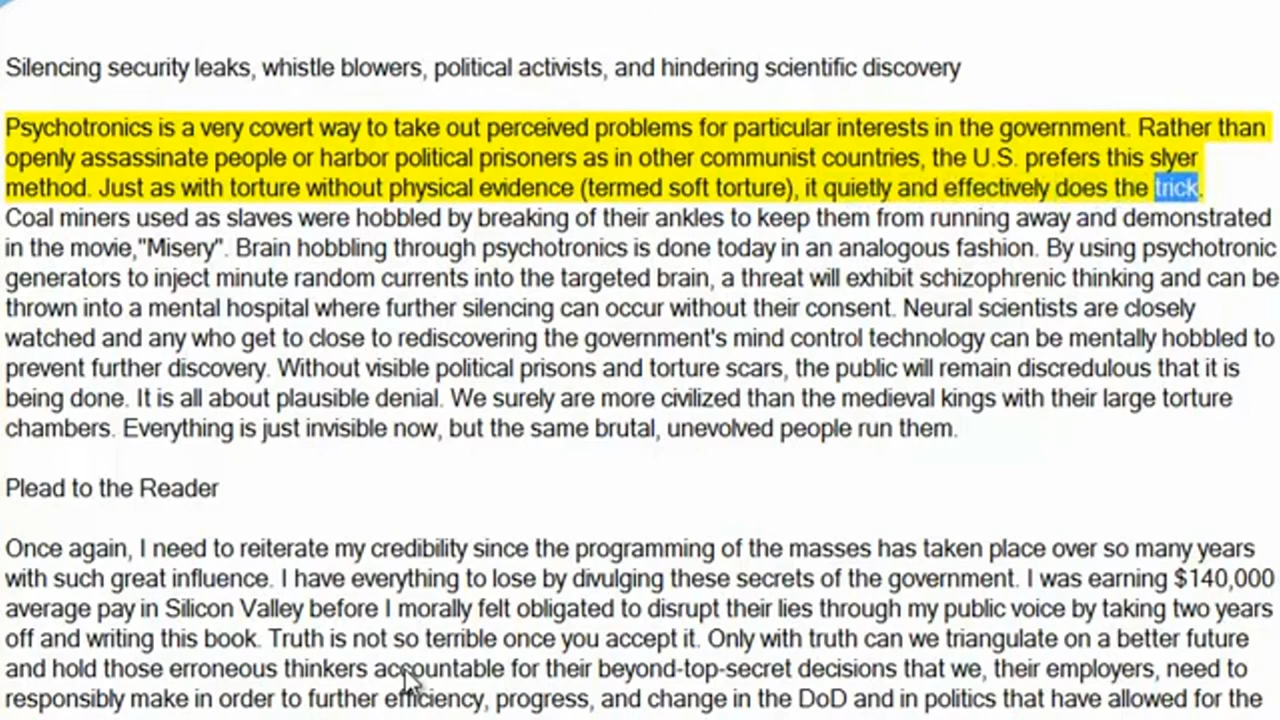 Silencing security leaks, whistle blowers, political activists, and hindering scientific discovery
Psychotronics is a very covert way to take out perceived problems for particular interests in the government. Rather than
openly assassinate people or harbor political prisoners as in other communist countries, the U.S. prefers this slyer
method. Just as with torture without physical evidence (termed soft torture), it quietly and effectively does the trick.
Coal miners used as slaves were hobbled by breaking of their ankles to keep them from running away and demonstrated
in the movie,"Misery". Brain hobbling through psychotronics is done today in an analogous fashion. By using psychotronic
generators to inject minute random currents into the targeted brain, a threat will exhibit schizophrenic thinking and can be
thrown into a mental hospital where further silencing can occur without their consent. Neural scientists are closely
watched and any who get to close to rediscovering the government's mind control technology can be mentally hobbled to
prevent further discovery. Without visible political prisons and torture scars, the public will remain discredulous that it is
being done. It is all about plausible denial. We surely are more civilized than the medieval kings with their large torture
chambers. Everything is just invisible now, but the same brutal, unevolved people run them.
Plead to the Reader
Once again, I need to reiterate my credibility since the programming of the masses has taken place over so many years
with such great influence. I have everything to lose by divulging these secrets of the government. I was earning $140,000
average pay in Silicon Valley before I morally felt obligated to disrupt their lies through my public voice by taking two years
off and writing this book. Truth is not so terrible once you accept it. Only with truth can we triangulate on a better future
and hold those erroneous thinkers accountable for their beyond-top-secret decisions that we, their employers, need to
responsibly make in order to further efficiency, progress, and change in the DoD and in politics that have allowed for the